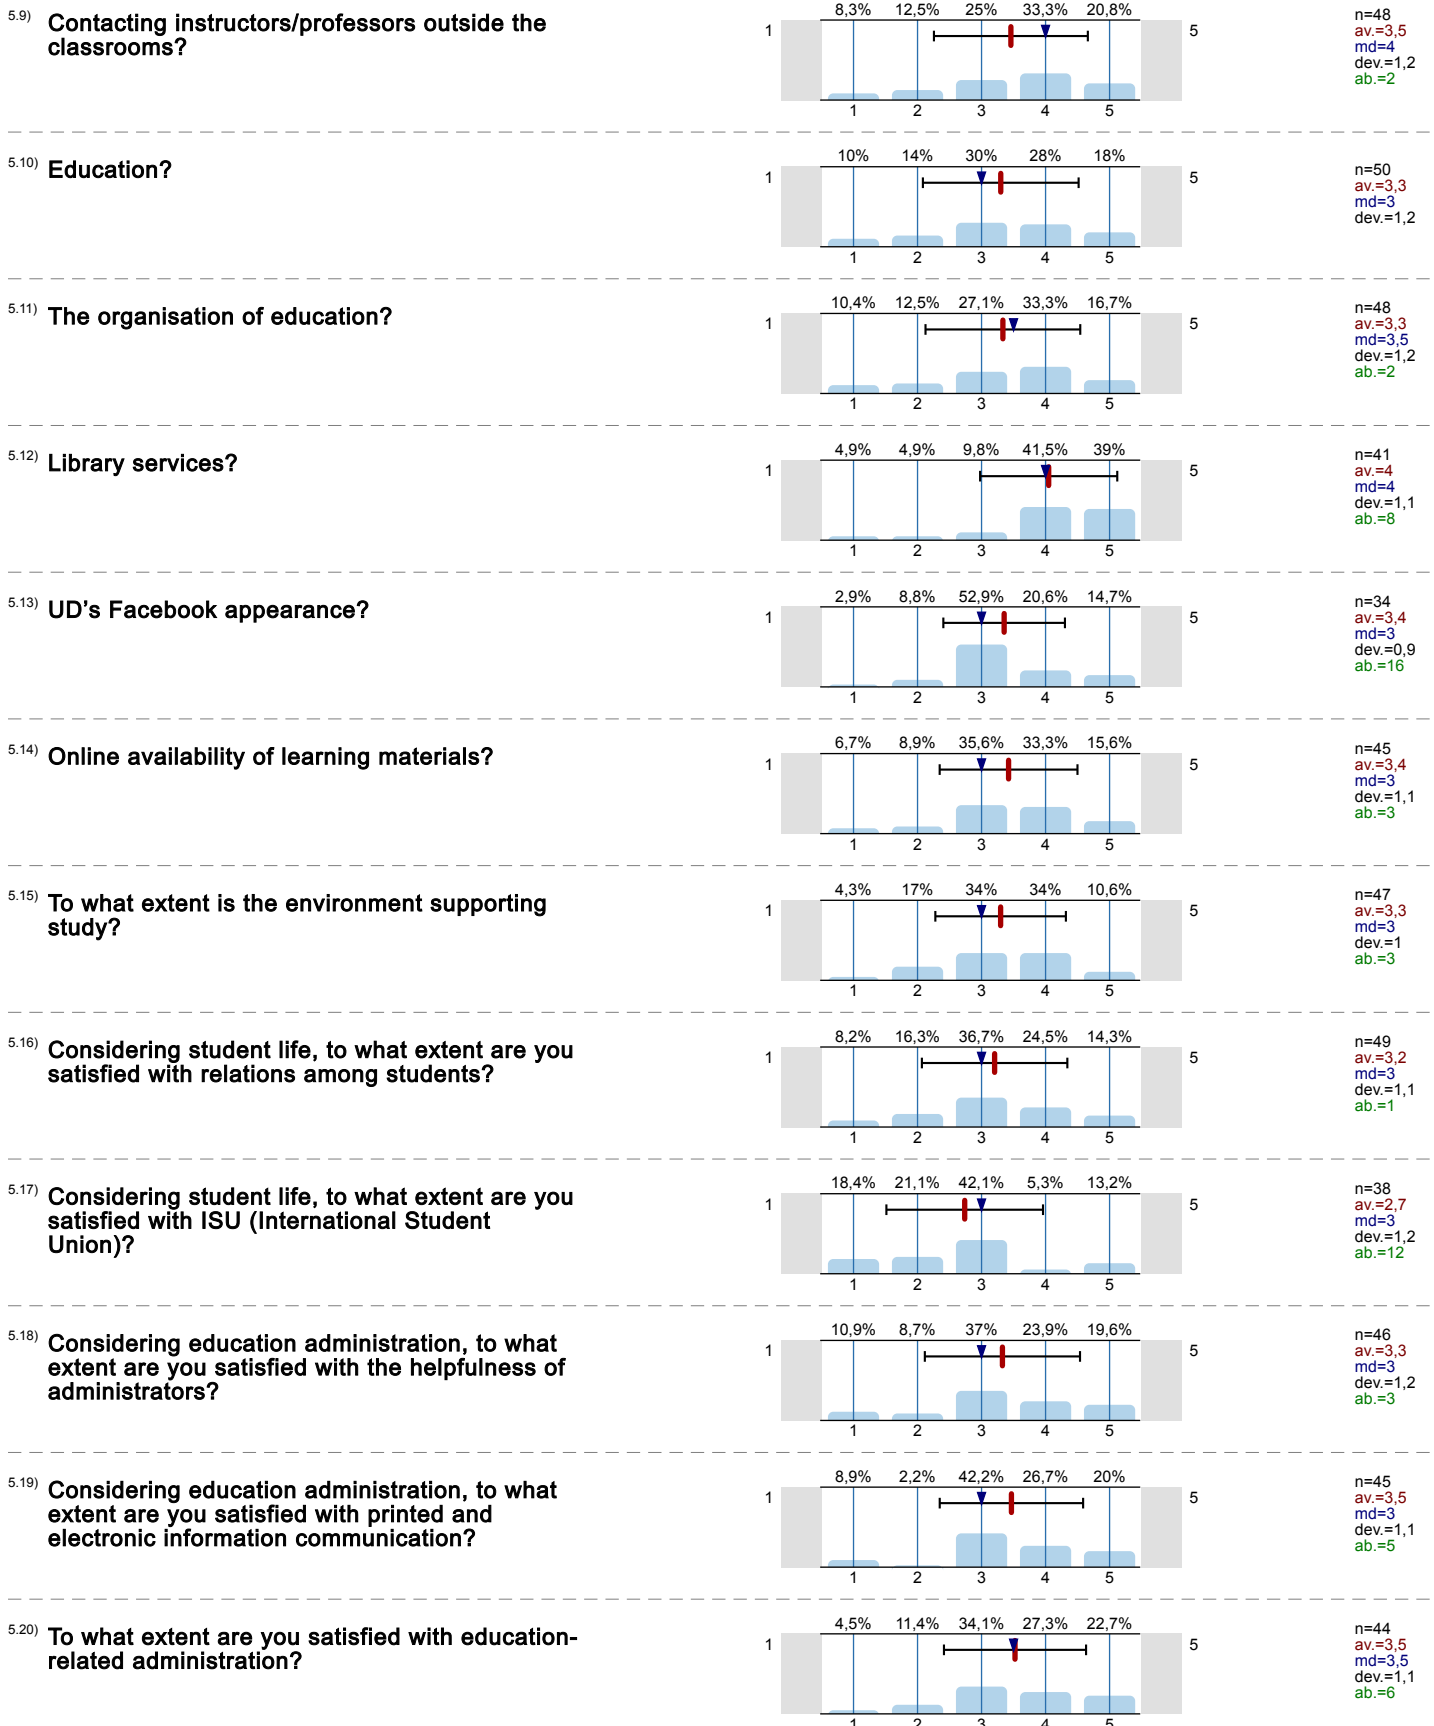 5.9) Contacting instructors/professors outside the
classrooms?
8,3% 12,5% 25% 33,3% 20,8%
1 5
1 2 3 4 5
n=48
av.=3,5
md=4
dev.=1,2
ab.=2
5.10) Education?
10% 14% 30% 28% 18%
1 5
1 2 3 4 5
n=50
av.=3,3
md=3
dev.=1,2
5.11) The organisation of education?
10,4% 12,5% 27,1% 33,3% 16,7%
1 5
1 2 3 4 5
n=48
av.=3,3
md=3,5
dev.=1,2
ab.=2
5.12) Library services?
4,9% 4,9% 9,8% 41,5% 39%
1 5
1 2 3 4 5
n=41
av.=4
md=4
dev.=1,1
ab.=8
5.13) UD's Facebook appearance?
2,9% 8,8% 52,9% 20,6% 14,7%
1 5
1 2 3 4 5
n=34
av.=3,4
md=3
dev.=0,9
ab.=16
5.14) Online availability of learning materials?
6,7% 8,9% 35,6% 33,3% 15,6%
1 5
1 2 3 4 5
n=45
av.=3,4
md=3
dev.=1,1
ab.=3
5.15) To what extent is the environment supporting
study?
4,3% 17% 34% 34% 10,6%
1 5
1 2 3 4 5
n=47
av.=3,3
md=3
dev.=1
ab.=3
5.16) Considering student life, to what extent are you
satisfied with relations among students?
8,2% 16,3% 36,7% 24,5% 14,3%
1 5
1 2 3 4 5
n=49
av.=3,2
md=3
dev.=1,1
ab.=1
5.17) Considering student life, to what extent are you
satisfied with ISU (International Student
Union)?
18,4% 21,1% 42,1% 5,3% 13,2%
1 5
1 2 3 4 5
n=38
av.=2,7
md=3
dev.=1,2
ab.=12
5.18) Considering education administration, to what
extent are you satisfied with the helpfulness of
administrators?
10,9% 8,7% 37% 23,9% 19,6%
1 5
1 2 3 4 5
n=46
av.=3,3
md=3
dev.=1,2
ab.=3
5.19) Considering education administration, to what
extent are you satisfied with printed and
electronic information communication?
8,9% 2,2% 42,2% 26,7% 20%
1 5
1 2 3 4 5
n=45
av.=3,5
md=3
dev.=1,1
ab.=5
5.20) To what extent are you satisfied with education-
related administration?
4,5% 11,4% 34,1% 27,3% 22,7%
1 5
1 2 3 4 5
n=44
av.=3,5
md=3,5
dev.=1,1
ab.=6